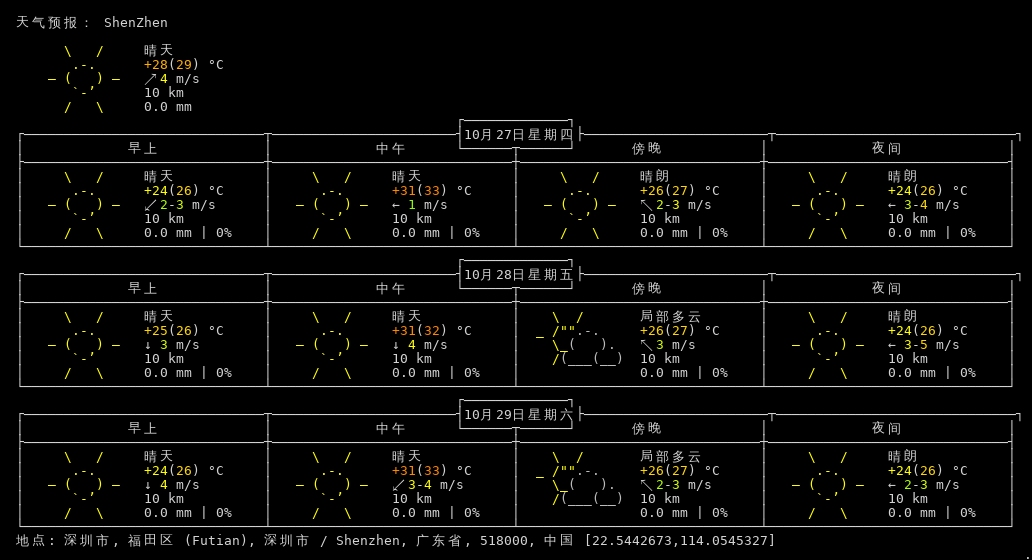 天气预报： ShenZhen
晴天
+28(29) °C
↗ 4 m/s
10 km
0.0 mm
10月27日星期四
早上 中午 傍晚 夜间
晴天 晴天 晴朗 晴朗
+24(26) °C +31(33) °C +26(27) °C +24(26) °C
↙ 2-3 m/s ← 1 m/s ↖ 2-3 m/s ← 3-4 m/s
10 km 10 km 10 km 10 km
0.0 mm | 0% 0.0 mm | 0% 0.0 mm | 0% 0.0 mm | 0%
10月28日星期五
早上 中午 傍晚 夜间
晴天 晴天 局部多云 晴朗
+25(26) °C +31(32) °C +26(27) °C +24(26) °C
↓ 3 m/s ↓ 4 m/s ↖ 3 m/s ← 3-5 m/s
10 km 10 km 10 km 10 km
0.0 mm | 0% 0.0 mm | 0% 0.0 mm | 0% 0.0 mm | 0%
10月29日星期六
早上 中午 傍晚 夜间
晴天 晴天 局部多云 晴朗
+24(26) °C +31(33) °C +26(27) °C +24(26) °C
↓ 4 m/s ↙ 3-4 m/s ↖ 2-3 m/s ← 2-3 m/s
10 km 10 km 10 km 10 km
0.0 mm | 0% 0.0 mm | 0% 0.0 mm | 0% 0.0 mm | 0%
地点: 深圳市, 福田区 (Futian), 深圳市 / Shenzhen, 广东省, 518000, 中国 [22.5442673,114.0545327]